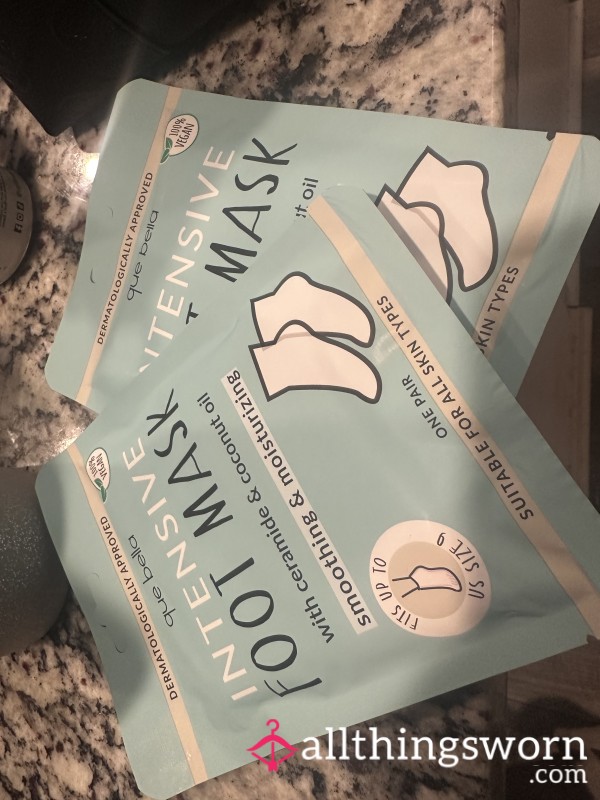 100%
VEGAN
DERMATOLOGICALLY APPROVED
que bella
INTENSIVE
MASK
oil
SKIN TYPES
100%
VEGAN
DERMATOLOGICALLY APPROVED
que bella
INTENSIVE
FOOT MASK
with ceramide & coconut oil
smoothing & moisturizing
FITS UP TO
US SIZE 9
ONE PAIR
SUITABLE FOR ALL SKIN TYPES
allthingsworn
.com